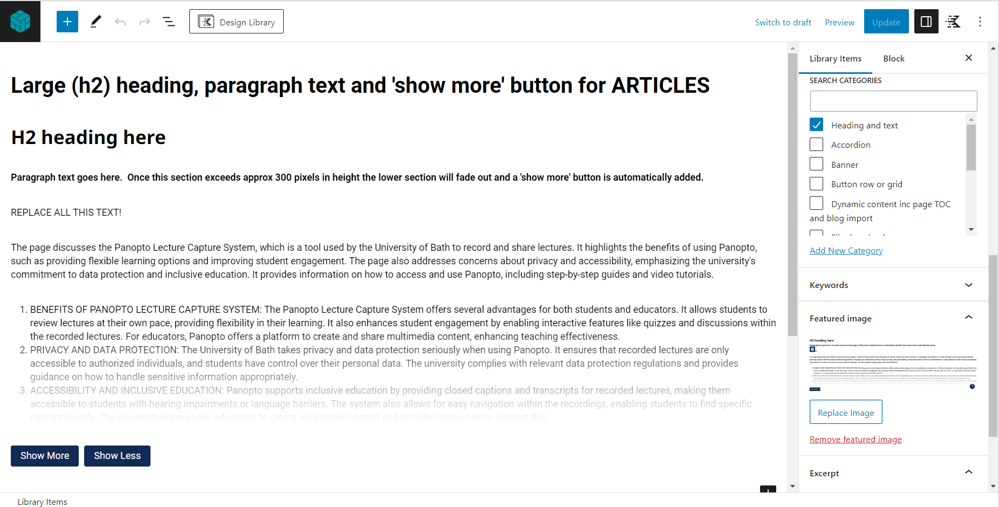 Design Library
Switch to draft
Preview
Update
Large (h2) heading, paragraph text and 'show more' button for ARTICLES
H2 heading here
Paragraph text goes here.  Once this section exceeds approx 300 pixels in height the lower section will fade out and a 'show more' button is automatically added.
REPLACE ALL THIS TEXT!
The page discusses the Panopto Lecture Capture System, which is a tool used by the University of Bath to record and share lectures. It highlights the benefits of using Panopto,
such as providing flexible learning options and improving student engagement. The page also addresses concerns about privacy and accessibility, emphasizing the university's
commitment to data protection and inclusive education. It provides information on how to access and use Panopto, including step-by-step guides and video tutorials.
1. BENEFITS OF PANOPTO LECTURE CAPTURE SYSTEM: The Panopto Lecture Capture System offers several advantages for both students and educators. It allows students to
review lectures at their own pace, providing flexibility in their learning. It also enhances student engagement by enabling interactive features like quizzes and discussions within
the recorded lectures. For educators, Panopto offers a platform to create and share multimedia content, enhancing teaching effectiveness.
2. PRIVACY AND DATA PROTECTION: The University of Bath takes privacy and data protection seriously when using Panopto. It ensures that recorded lectures are only
accessible to authorized individuals, and students have control over their personal data. The university complies with relevant data protection regulations and provides
guidance on how to handle sensitive information appropriately.
3. ACCESSIBILITY AND INCLUSIVE EDUCATION: Panopto supports inclusive education by providing closed captions and transcripts for recorded lectures, making them
accessible to students with hearing impairments or language barriers. The system also allows for easy navigation within the recordings, enabling students to find specific
content quickly. The university encourages educators to create accessible content and provides resources to support this
Show More
Show Less
Library Items
Library Items
Block
SEARCH CATEGORIES
Heading and text
Accordion
Banner
Button row or grid
Dynamic content inc page TOC
and blog import
Add New Category
Keywords
Featured image
H2 heading here
Replace Image
Remove featured image
Excerpt